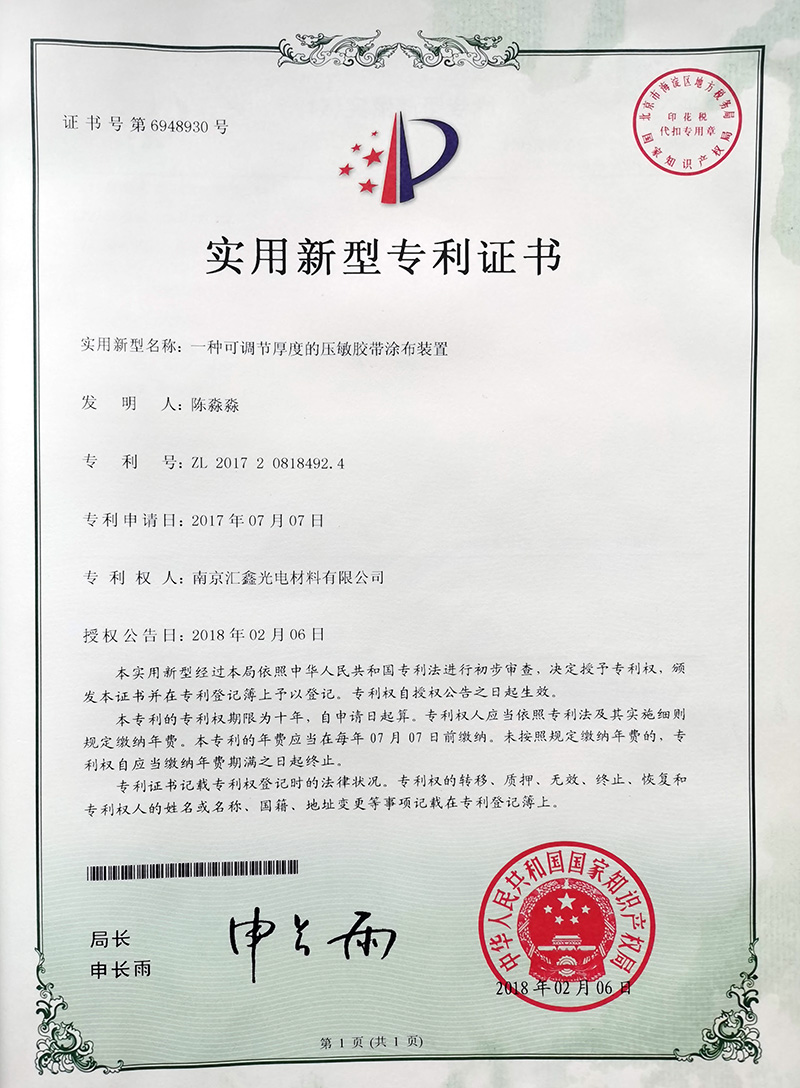 证书号第6948930号
北京市海淀区地方税务局
印花税
代扣专用章
国家知识产权局
实用新型专利证书
实用新型名称：一种可调节厚度的压敏胶带涂布装置
发明人：陈淼淼
专利号：ZL 2017 2 0818492.4
专利申请日：2017年07月07日
专利权人：南京汇鑫光电材料有限公司
授权公告日：2018年02月06日
本实用新型经过本局依照中华人民共和国专利法进行初步审查，决定授予专利权，颁
发本证书并在专利登记簿上予以登记。专利权自授权公告之日起生效。
本专利的专利权期限为十年，自申请日起算。专利权人应当依照专利法及其实施细则
规定缴纳年费。本专利的年费应当在每年07月07日前缴纳。未按照规定缴纳年费的，专
利权自应当缴纳年费期满之日起终止。
专利证书记载专利权登记时的法律状况。专利权的转移、质押、无效、终止、恢复和
专利权人的姓名或名称、国籍、地址变更等事项记载在专利登记簿上。
局长
申长雨
申长雨
中华人民共和国国家知识产权局
2018年02月06日
第1页(共1页)